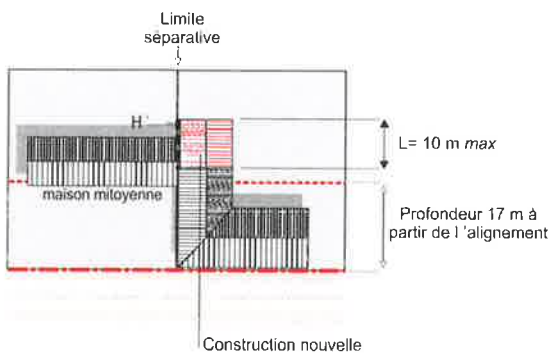 Limite
séparative
H
L= 10 m max
maison mitoyenne
Profondeur 17 m à
partir de l 'alignement
Construction nouvelle